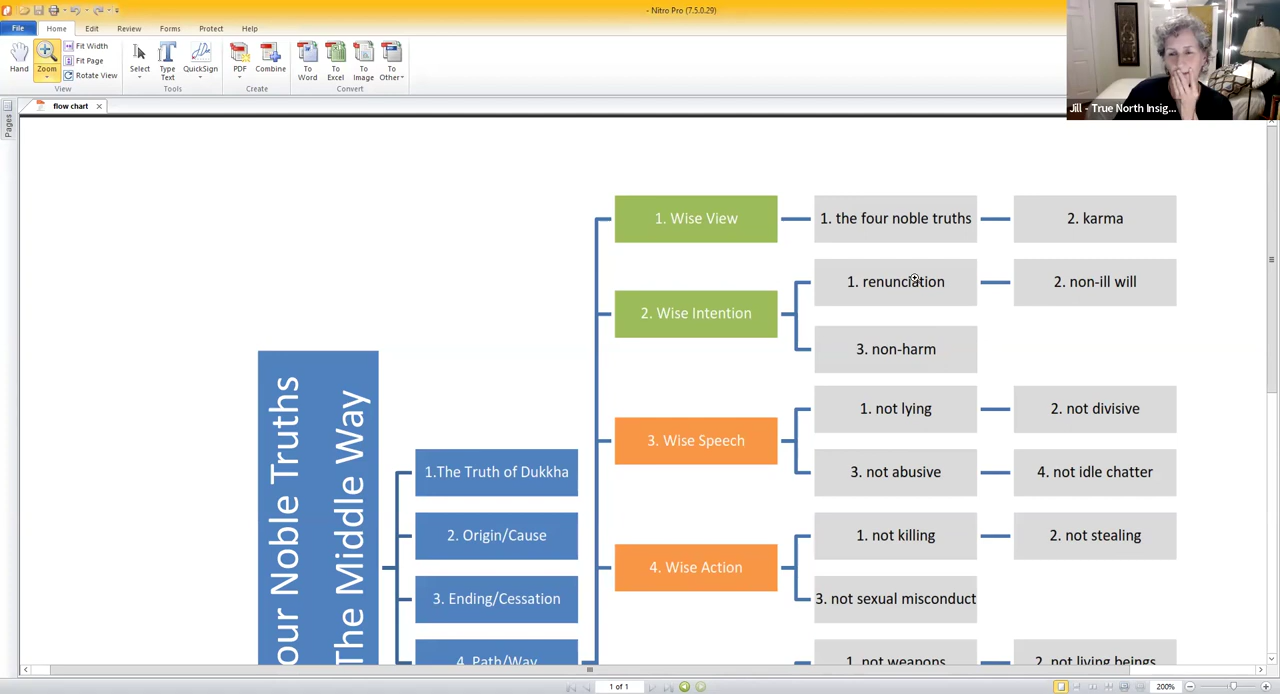 - Nitro Pro (7.5.0.29)
File Home Edit Review Forms Protect Help
Hand
Zoom
Fit Width
Fit Page
Rotate View
View
Select
Type Text
QuickSign
Tools
PDF
Combine
Create
To Word
To Excel
To Image
To Other
Convert
Jill - True North Insig...
flow chart
Pages
our Noble Truths
The Middle Way
1.The Truth of Dukkha
2. Origin/Cause
3. Ending/Cessation
4. Path/Way
1. Wise View
1. the four noble truths
2. karma
2. Wise Intention
1. renunciation
2. non-ill will
3. non-harm
3. Wise Speech
1. not lying
2. not divisive
3. not abusive
4. not idle chatter
4. Wise Action
1. not killing
2. not stealing
3. not sexual misconduct
1. not weapons
2. not living beings
1 of 1
200%